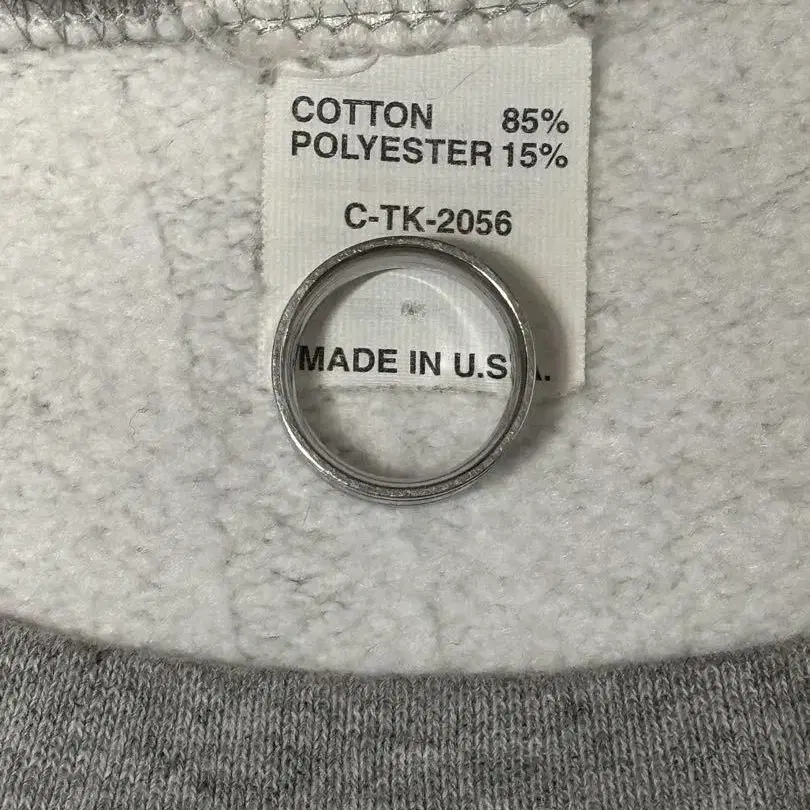 COTTON 85%
POLYESTER 15%
C-TK-2056
MADE IN U.S.A.